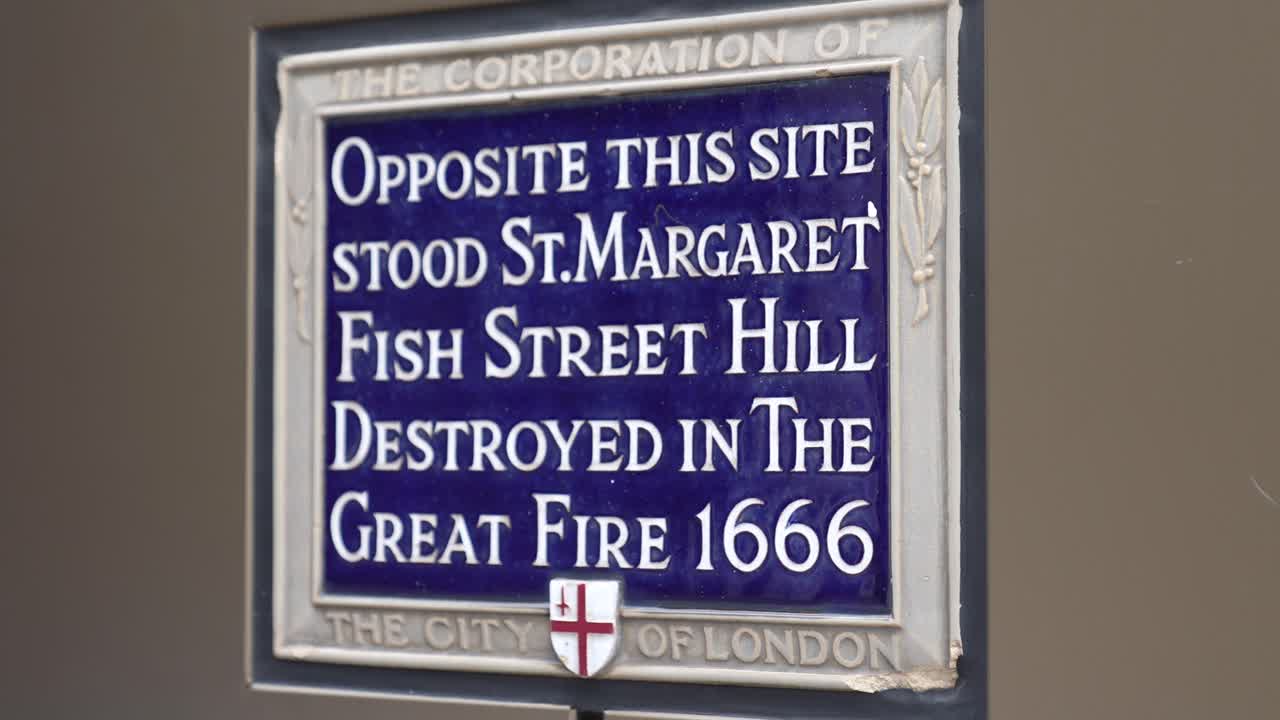 THE CORPORATION OF
OPPOSITE THIS SITE
STOOD ST. MARGARET
FISH STREET HILL
DESTROYED IN THE
GREAT FIRE 1666
THE CITY OF LONDON